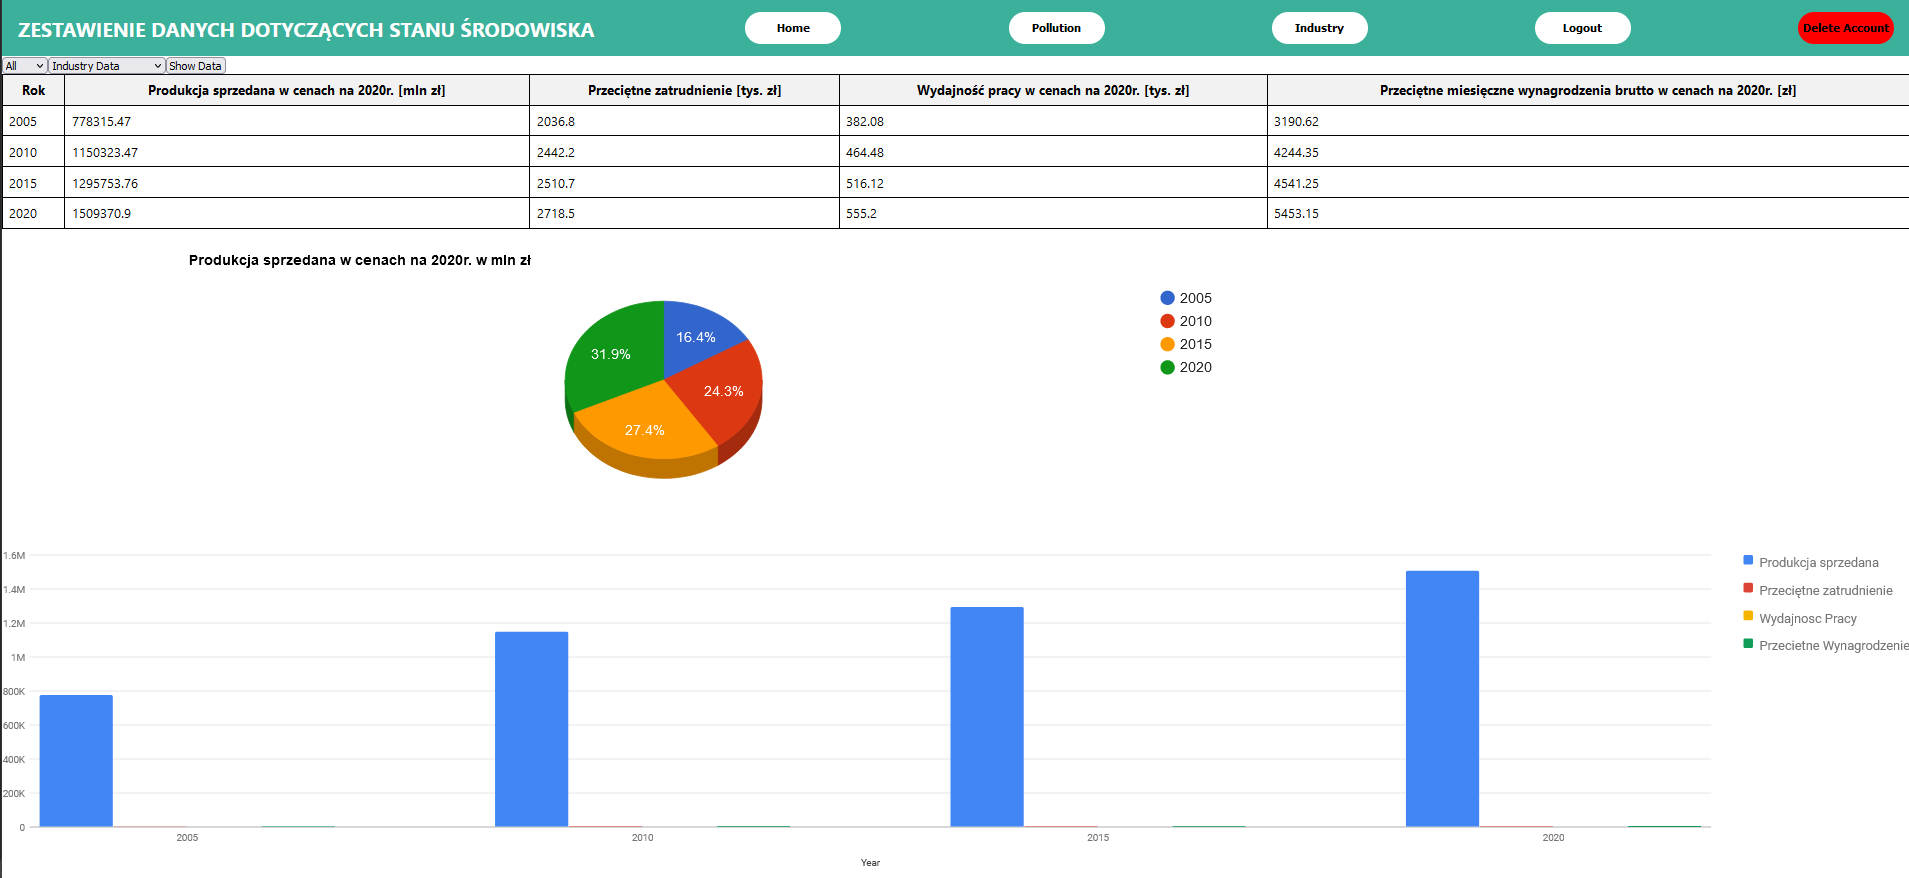 ZESTAWIENIE DANYCH DOTYCZĄCYCH STANU ŚRODOWISKA Home Pollution Industry Logout Delete Account
All Industry Data Show Data
Rok Produkcja sprzedana w cenach na 2020r. [mln zł] Przeciętne zatrudnienie [tys. zł] Wydajność pracy w cenach na 2020r. [tys. zł] Przeciętne miesięczne wynagrodzenia brutto w cenach na 2020r. [zł]
2005 778315.47 2036.8 382.08 3190.62
2010 1150323.47 2442.2 464.48 4244.35
2015 1295753.76 2510.7 516.12 4541.25
2020 1509370.9 2718.5 555.2 5453.15
Produkcja sprzedana w cenach na 2020r. w mln zł
16.4%
24.3%
27.4%
31.9%
2005
2010
2015
2020
1.6M
1.4M
1.2M
1M
800K
600K
400K
200K
0
2005 2010 2015 2020
Year
Produkcja sprzedana
Przeciętne zatrudnienie
Wydajnosc Pracy
Przecietne Wynagrodzenie